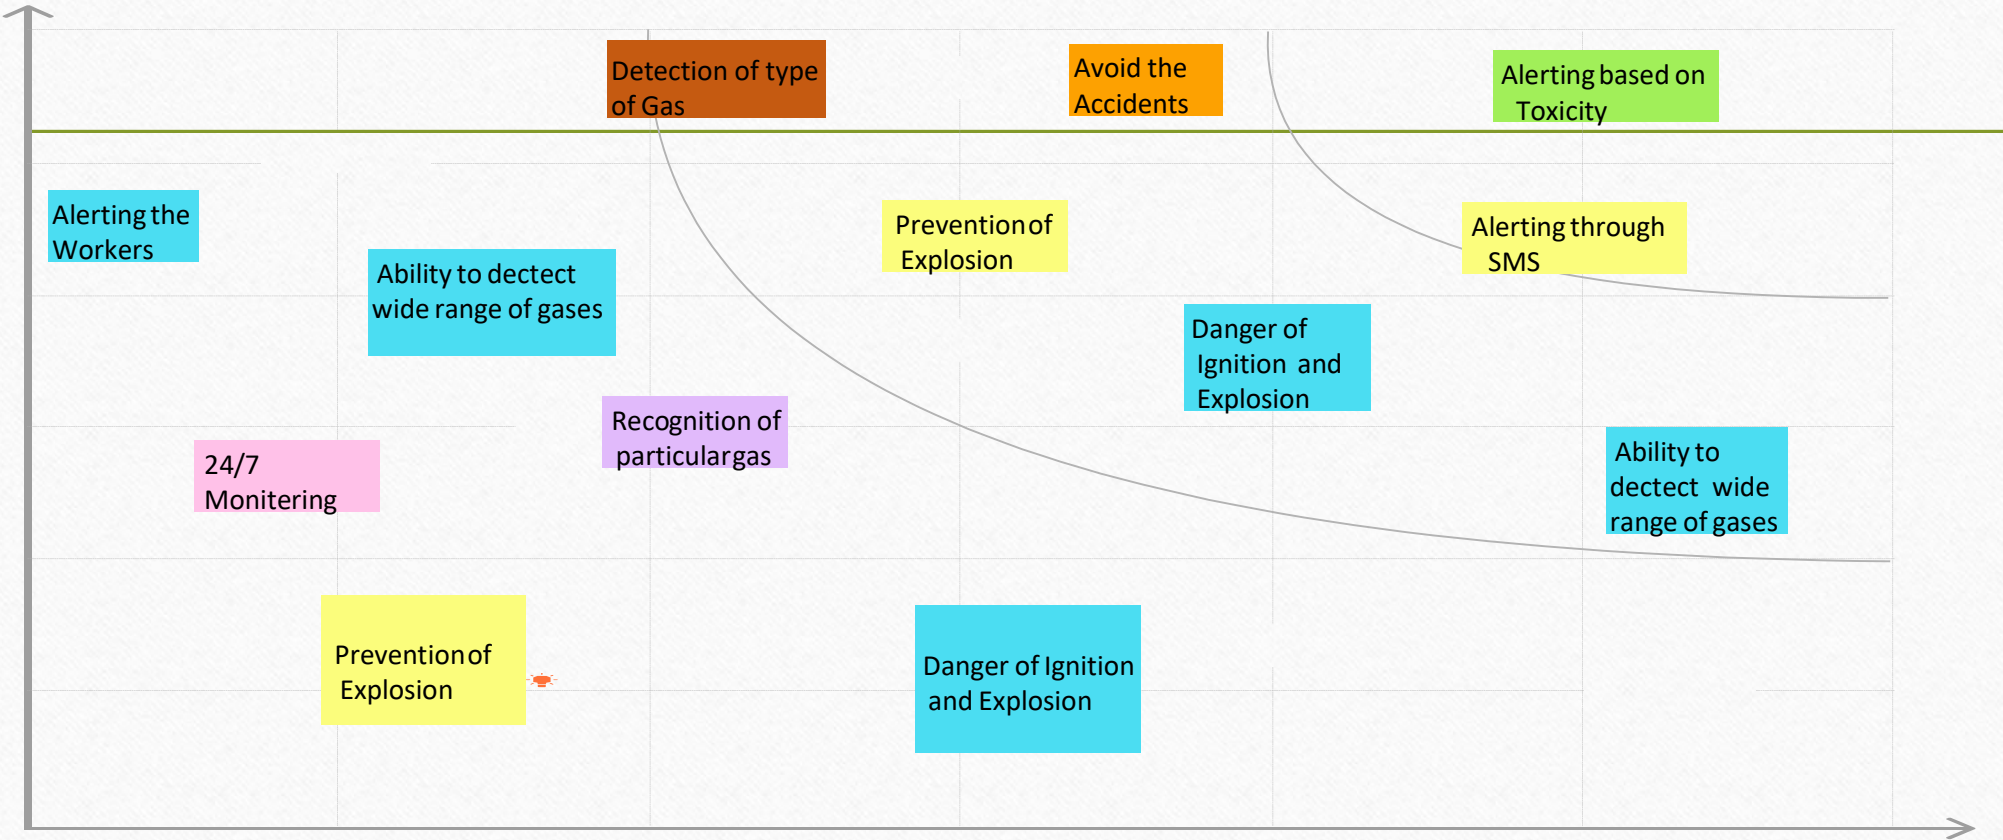 Detection of type
of Gas
Avoid the
Accidents
Alerting based on
Toxicity
Alerting the
Workers
Ability to dectect
wide range of gases
Prevention of
Explosion
Alerting through
SMS
Danger of
Ignition and
Explosion
Recognition of
particular gas
24/7
Monitering
Ability to
dectect wide
range of gases
Prevention of
Explosion
Danger of Ignition
and Explosion